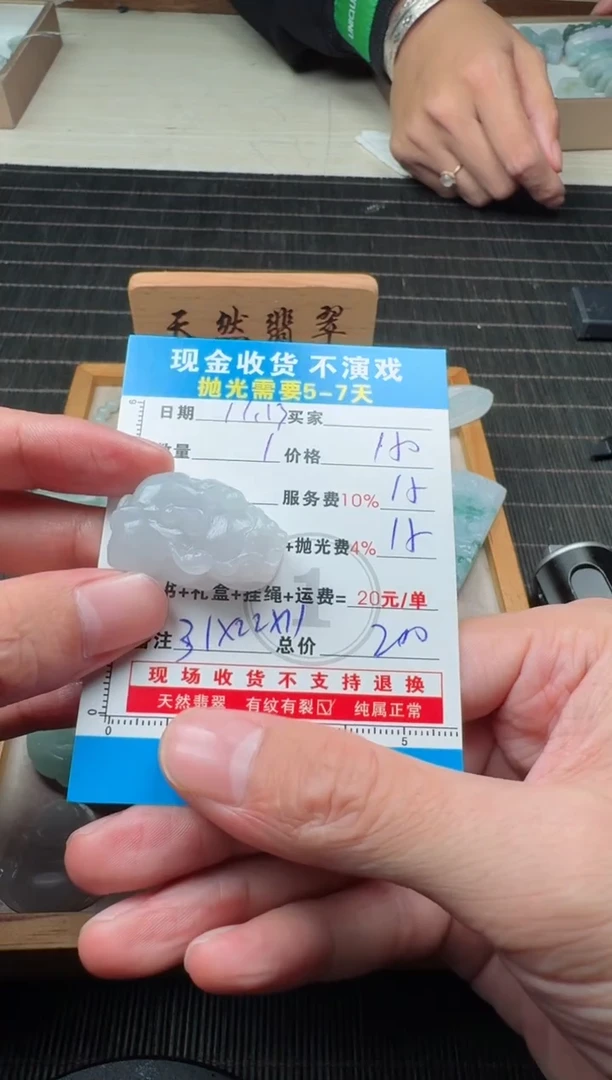 天然翡翠
现金收货 不演戏
抛光需要5-7天
日期 11.17 买家
数量 1 价格 180
服务费10% 18
+抛光费4%
书+礼盒+挂绳+运费= 20元/单
备注 31X22X11 总价 200
现场收货不支持退换
天然翡翠 有纹有裂☑ 纯属正常
0 5